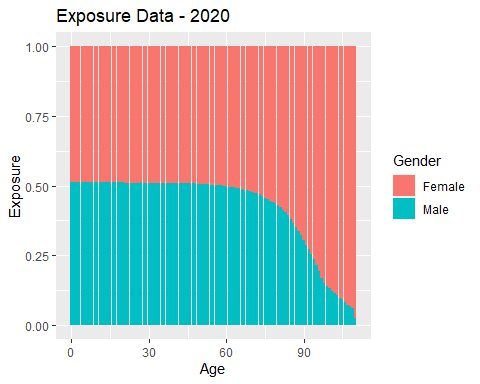 Exposure Data - 2020
1.00
0.75
0.50
0.25
0.00
Exposure
0 30 60 90
Age
Gender
Female
Male